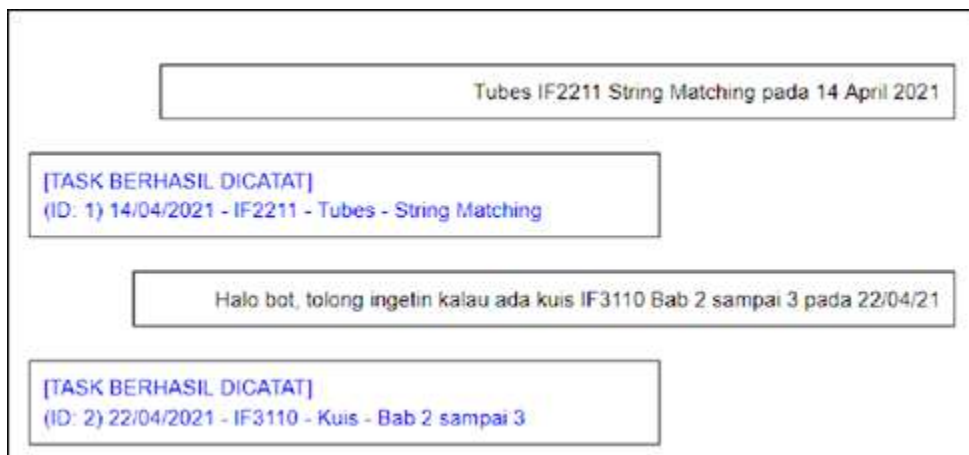 Tubes IF2211 String Matching pada 14 April 2021
[TASK BERHASIL DICATAT]
(ID: 1) 14/04/2021 - IF2211 - Tubes - String Matching
Halo bot, tolong ingetin kalau ada kuis IF3110 Bab 2 sampai 3 pada 22/04/21
[TASK BERHASIL DICATAT]
(ID: 2) 22/04/2021 - IF3110 - Kuis - Bab 2 sampai 3